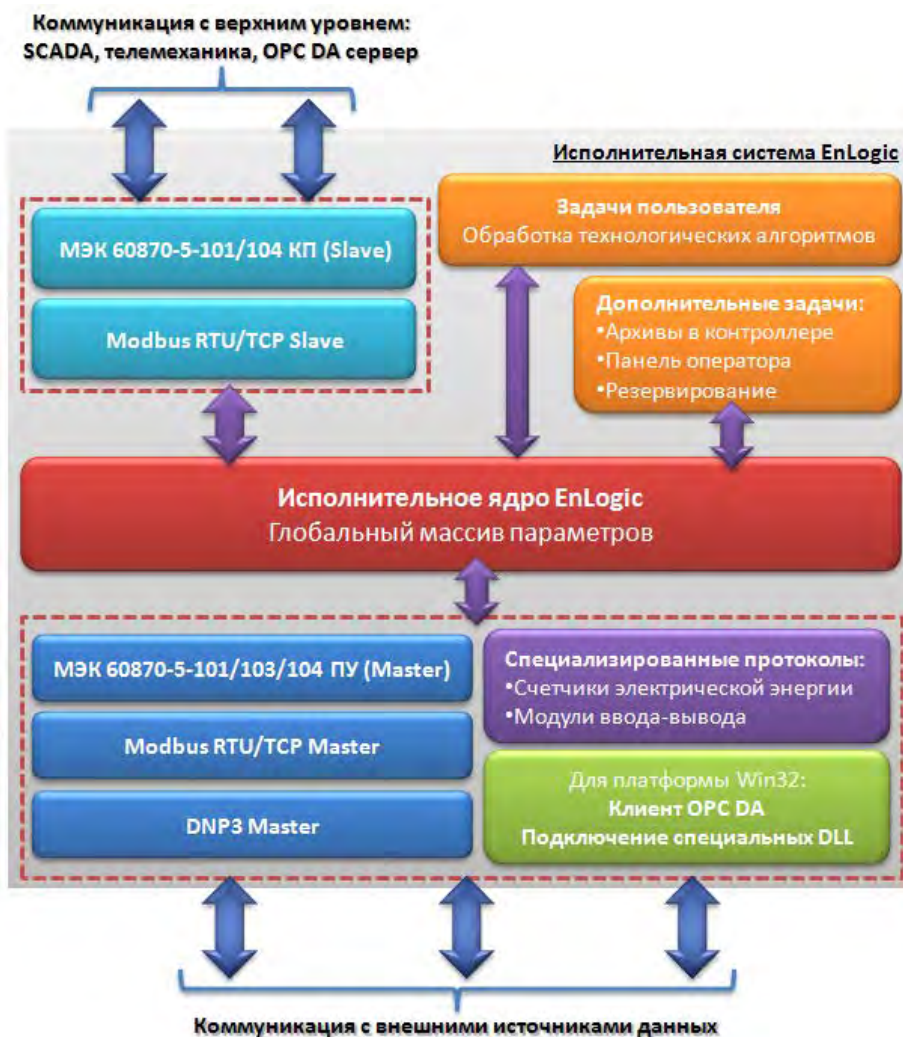 Коммуникация с верхним уровнем:
SCADA, телемеханика, OPC DA сервер
Исполнительная система EnLogic
МЭК 60870-5-101/104 КП (Slave)
Modbus RTU/TCP Slave
Задачи пользователя
Обработка технологических алгоритмов
Дополнительные задачи:
•Архивы в контроллере
•Панель оператора
•Резервирование
Исполнительное ядро EnLogic
Глобальный массив параметров
МЭК 60870-5-101/103/104 ПУ (Master)
Modbus RTU/TCP Master
DNP3 Master
Специализированные протоколы:
•Счетчики электрической энергии
•Модули ввода-вывода
Для платформы Win32:
Клиент OPC DA
Подключение специальных DLL
Коммуникация с внешними источниками данных